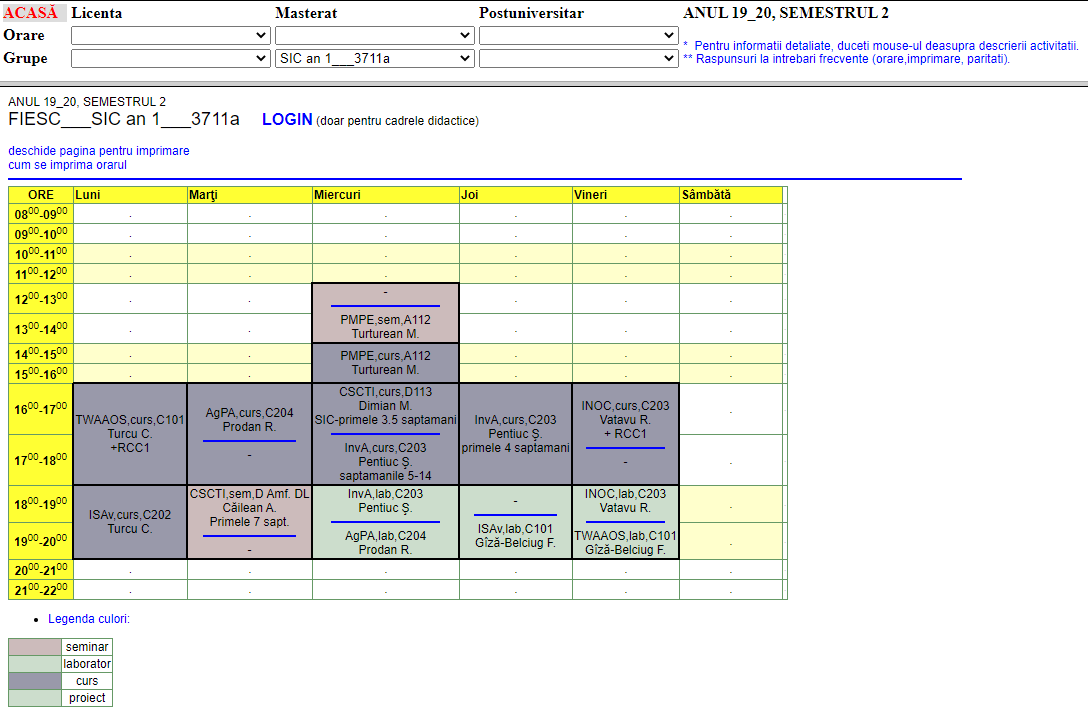 ACASĂ Licenta Masterat Postuniversitar ANUL 19_20, SEMESTRUL 2
Orare
* Pentru informatii detaliate, duceti mouse-ul deasupra descrierii activitatii.
Grupe SIC an 1___3711a
** Raspunsuri la intrebari frecvente (orare,imprimare, paritati).
ANUL 19_20, SEMESTRUL 2
FIESC___SIC an 1___3711a LOGIN (doar pentru cadrele didactice)
deschide pagina pentru imprimare
cum se imprima orarul
ORE Luni Marţi Miercuri Joi Vineri Sâmbătă
0800-0900 . . . . . .
0900-1000 . . . . . .
1000-1100 . . . . . .
1100-1200 . . . . . .
1200-1300 . . - . . .
1300-1400 . . PMPE,sem,A112 . . .
Turturean M.
1400-1500 . . PMPE,curs,A112 . . .
Turturean M.
1500-1600 . . . . .
1600-1700
TWAAOS,curs,C101
Turcu C.
+RCC1
AgPA,curs,C204
Prodan R.
-
CSCTI,curs,D113
Dimian M.
SIC-primele 3.5 saptamani
InvA,curs,C203
Pentiuc Ş.
saptamanile 5-14
InvA,curs,C203
Pentiuc Ş.
primele 4 saptamani
INOC,curs,C203
Vatavu R.
+ RCC1
-
.
1700-1800 .
1800-1900
ISAv,curs,C202
Turcu C.
CSCTI,sem,D Amf. DL
Căilean A.
Primele 7 sapt.
-
InvA,lab,C203
Pentiuc Ş.
AgPA,lab,C204
Prodan R.
-
ISAv,lab,C101
Gîză-Belciug F.
INOC,lab,C203
Vatavu R.
TWAAOS,lab,C101
Gîză-Belciug F.
.
1900-2000 .
2000-2100 . . . . . .
2100-2200 . . . . . .
• Legenda culori:
seminar
laborator
curs
proiect